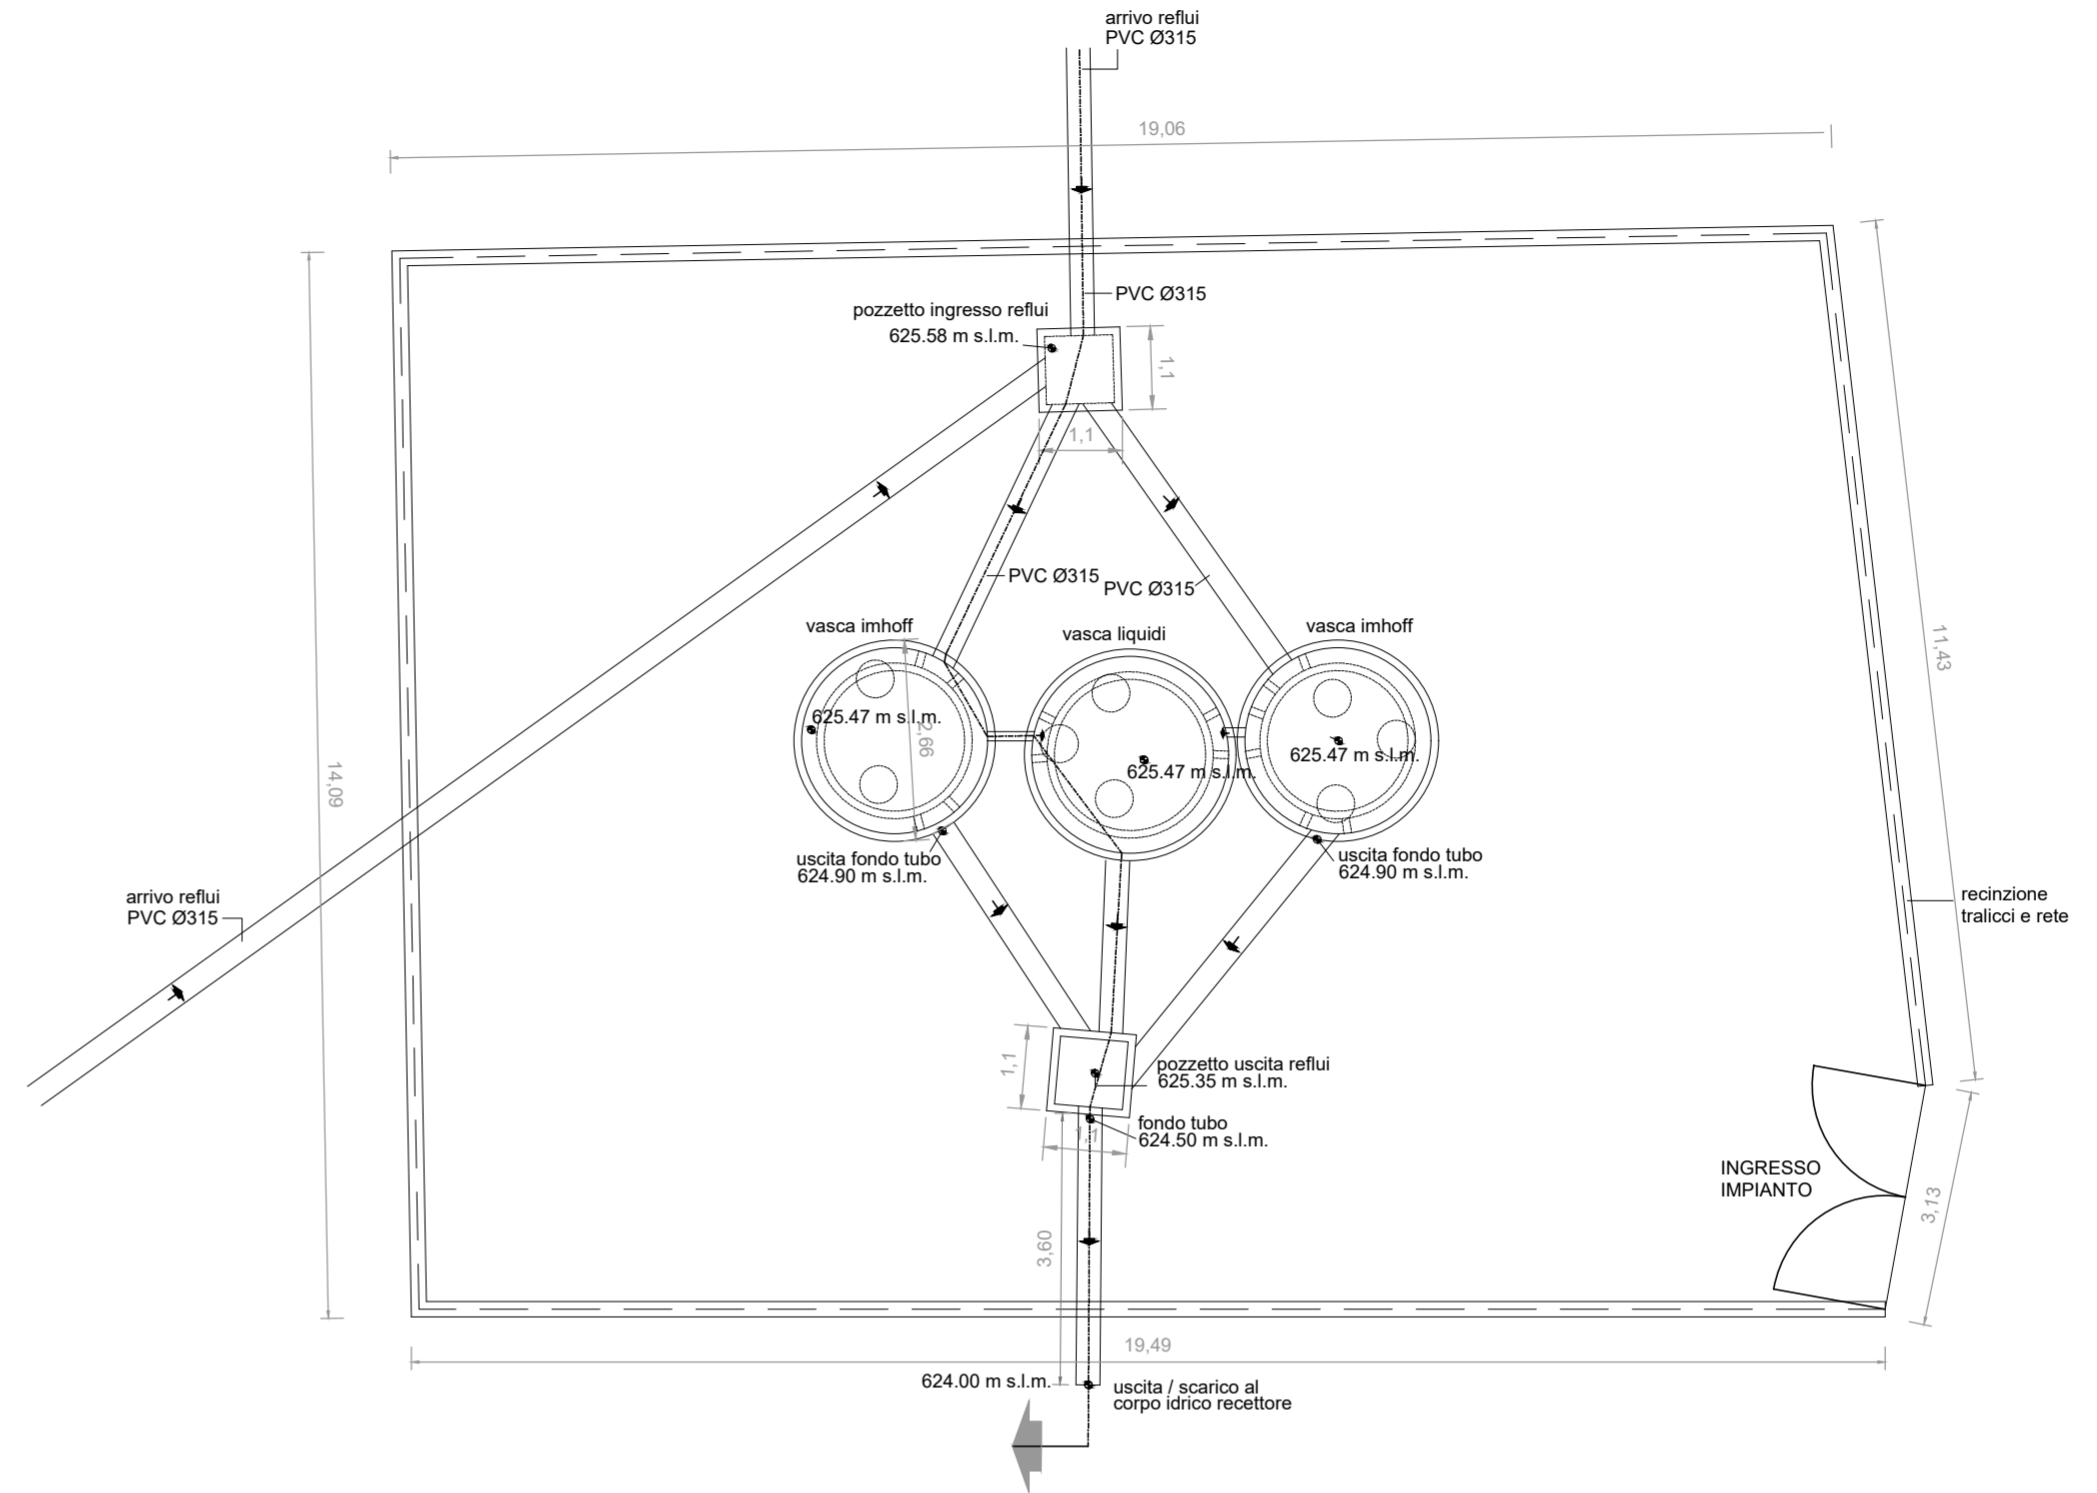 arrivo reflui
PVC Ø315
19,06
PVC Ø315
pozzetto ingresso reflui
625.58 m s.l.m.
1,1
1,1
PVC Ø315
PVC Ø315
11,43
vasca imhoff
vasca liquidi
vasca imhoff
625.47 m s.l.m.
2,66
625.47 m s.l.m.
625.47 m s.l.m.
14,09
uscita fondo tubo
624.90 m s.l.m.
uscita fondo tubo
624.90 m s.l.m.
arrivo reflui
PVC Ø315
recinzione
tralicci e rete
1,1
pozzetto uscita reflui
625.35 m s.l.m.
fondo tubo
624.50 m s.l.m.
1,1
INGRESSO
IMPIANTO
3,13
3,60
19,49
624.00 m s.l.m.
uscita / scarico al
corpo idrico recettore